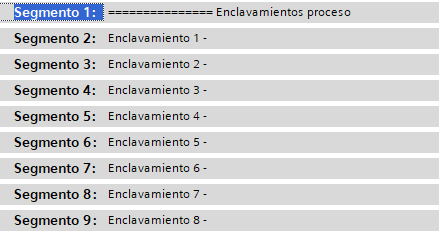 Segmento 1: =============== Enclavamientos proceso
Segmento 2: Enclavamiento 1 -
Segmento 3: Enclavamiento 2 -
Segmento 4: Enclavamiento 3 -
Segmento 5: Enclavamiento 4 -
Segmento 6: Enclavamiento 5 -
Segmento 7: Enclavamiento 6 -
Segmento 8: Enclavamiento 7 -
Segmento 9: Enclavamiento 8 -